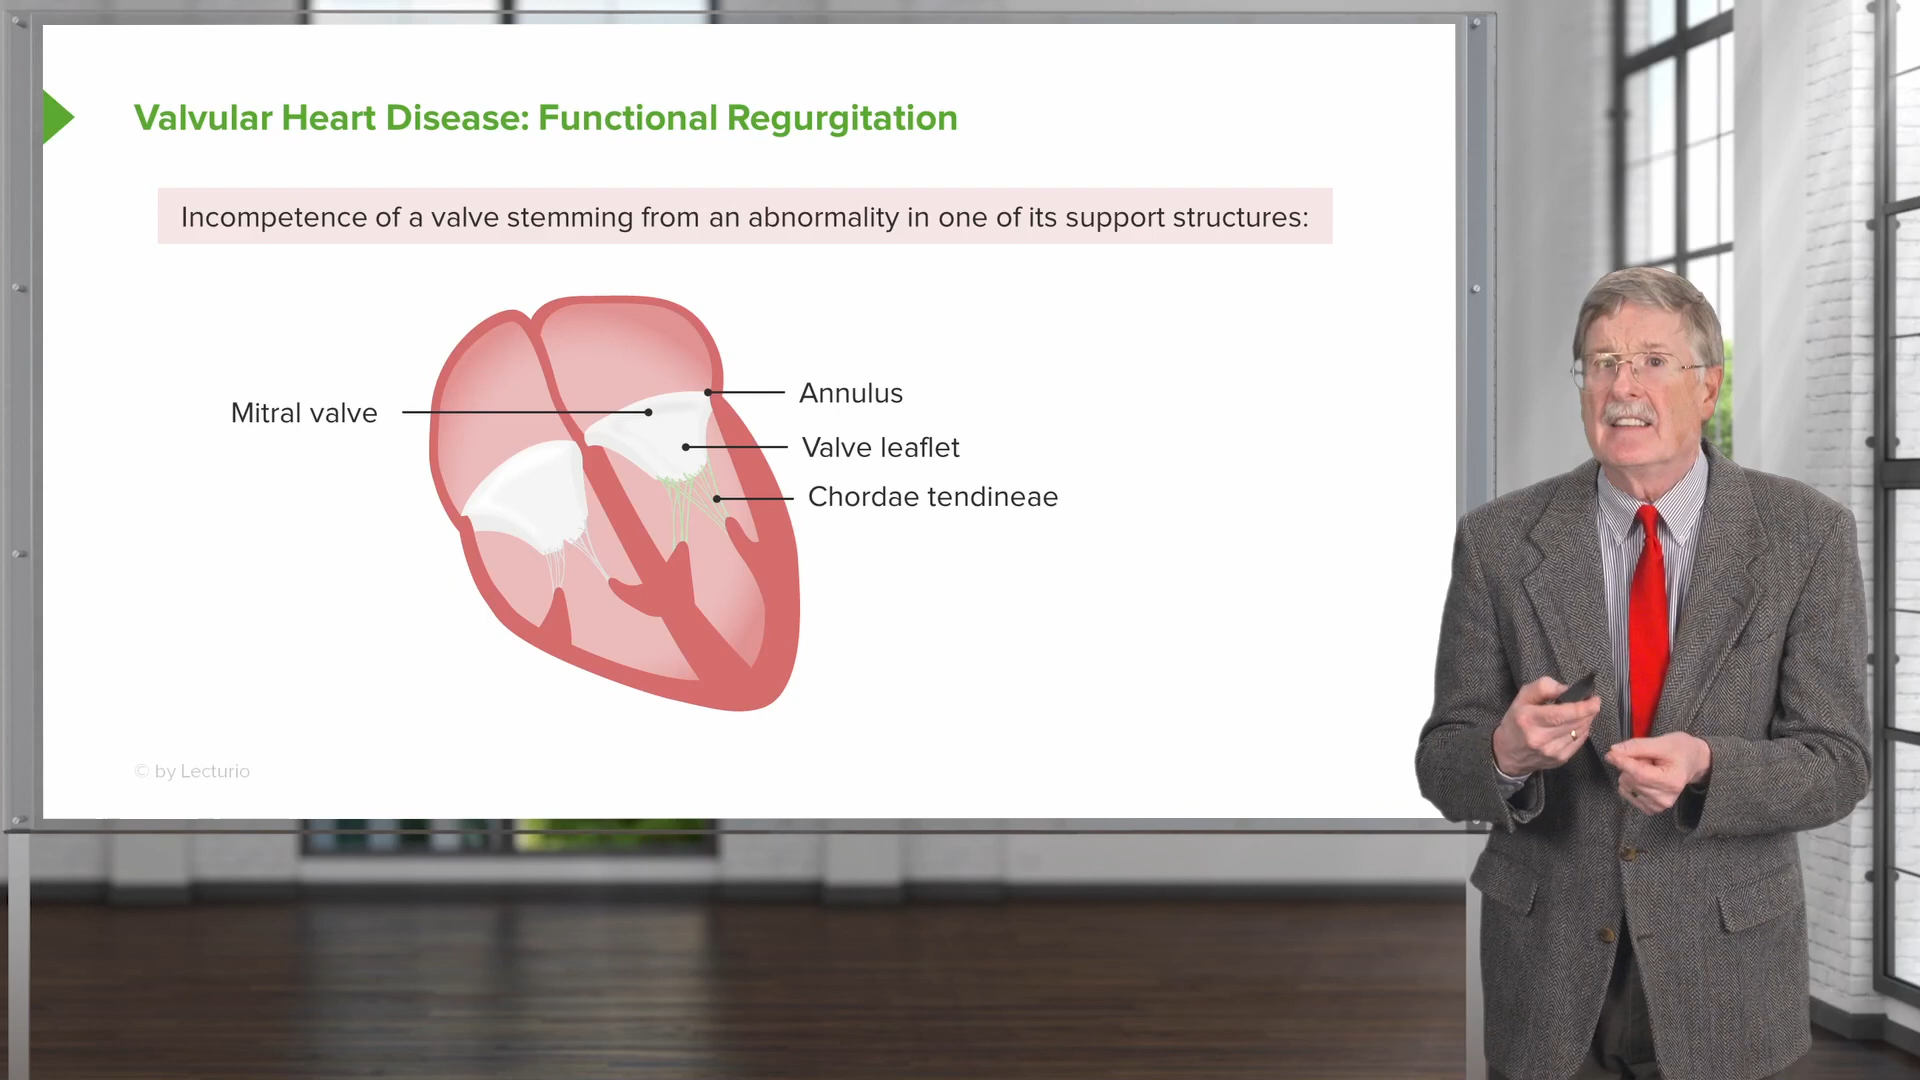 Valvular Heart Disease: Functional Regurgitation
Incompetence of a valve stemming from an abnormality in one of its support structures:
Mitral valve
Annulus
Valve leaflet
Chordae tendineae
© by Lecturio